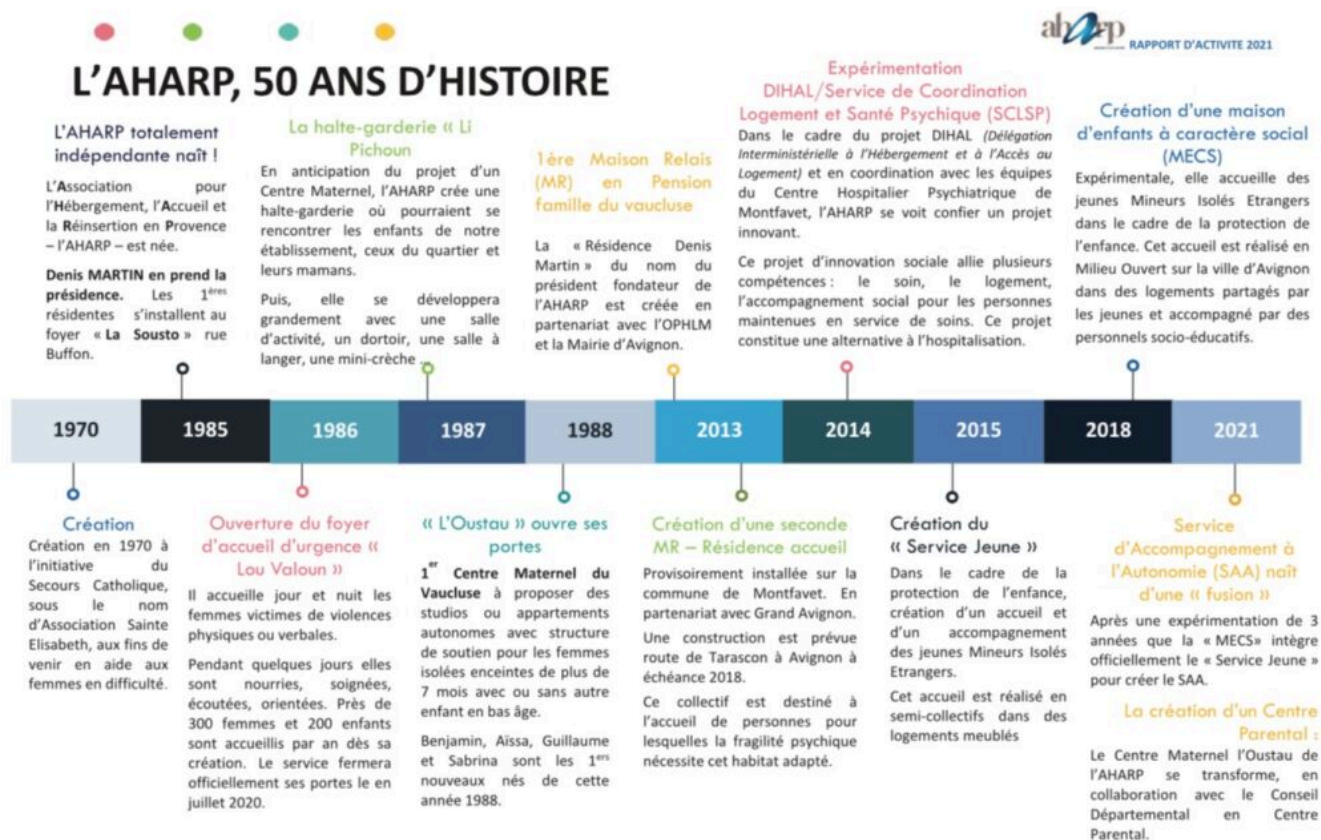 aharp
RAPPORT D'ACTIVITE 2021
L'AHARP, 50 ANS D'HISTOIRE
L'AHARP totalement
indépendante naît !
L'Association pour
l'Hébergement, l'Accueil et
la Réinsertion en Provence
– l'AHARP – est née.
Denis MARTIN en prend la
présidence. Les 1ères
résidentes s'installent au
foyer « La Sousto » rue
Buffon.
La halte-garderie « Li
Pichoun
En anticipation du projet d'un
Centre Maternel, l'AHARP crée une
halte-garderie où pourraient se
rencontrer les enfants de notre
établissement, ceux du quartier et
leurs mamans.
Puis, elle se développera
grandement avec une salle
d'activité, un dortoir, une salle à
langer, une mini-crèche ...
1ère Maison Relais
(MR) en Pension
famille du vaucluse
La « Résidence Denis
Martin » du nom du
président fondateur de
l'AHARP est créée en
partenariat avec l'OPHLM
et la Mairie d'Avignon.
Expérimentation
DIHAL/Service de Coordination
Logement et Santé Psychique (SCLSP)
Dans le cadre du projet DIHAL (Délégation
Interministérielle à l'Hébergement et à l'Accès au
Logement) et en coordination avec les équipes
du Centre Hospitalier Psychiatrique de
Montfavet, l'AHARP se voit confier un projet
innovant.
Ce projet d'innovation sociale allie plusieurs
compétences : le soin, le logement,
l'accompagnement social pour les personnes
maintenues en service de soins. Ce projet
constitue une alternative à l'hospitalisation.
Création d'une maison
d'enfants à caractère social
(MECS)
Expérimentale, elle accueille des
jeunes Mineurs Isolés Etrangers
dans le cadre de la protection de
l'enfance. Cet accueil est réalisé en
Milieu Ouvert sur la ville d'Avignon
dans des logements partagés par
les jeunes et accompagné par des
personnels socio-éducatifs.
1970 1985 1986 1987 1988 2013 2014 2015 2018 2021
Création
Création en 1970 à
l'initiative du
Secours Catholique,
sous le nom
d'Association Sainte
Elisabeth, aux fins de
venir en aide aux
femmes en difficulté.
Ouverture du foyer
d'accueil d'urgence «
Lou Valoun »
Il accueille jour et nuit les
femmes victimes de violences
physiques ou verbales.
Pendant quelques jours elles
sont nourries, soignées,
écoutées, orientées. Près de
300 femmes et 200 enfants
sont accueillis par an dès sa
création. Le service fermera
officiellement ses portes le en
juillet 2020.
« L'Oustau » ouvre ses
portes
1er Centre Maternel du
Vaucluse à proposer des
studios ou appartements
autonomes avec structure
de soutien pour les femmes
isolées enceintes de plus de
7 mois avec ou sans autre
enfant en bas âge.
Benjamin, Aïssa, Guillaume
et Sabrina sont les 1ers
nouveaux nés de cette
année 1988.
Création d'une seconde
MR – Résidence accueil
Provisoirement installée sur la
commune de Montfavet. En
partenariat avec Grand Avignon.
Une construction est prévue
route de Tarascon à Avignon à
échéance 2018.
Ce collectif est destiné à
l'accueil de personnes pour
lesquelles la fragilité psychique
nécessite cet habitat adapté.
Création du
« Service Jeune »
Dans le cadre de la
protection de l'enfance,
création d'un accueil et
d'un accompagnement
des jeunes Mineurs Isolés
Etrangers.
Cet accueil est réalisé en
semi-collectifs dans des
logements meublés
Service
d'Accompagnement à
l'Autonomie (SAA) naît
d'une « fusion »
Après une expérimentation de 3
années que la « MECS» intègre
officiellement le « Service Jeune »
pour créer le SAA.
La création d'un Centre
Parental :
Le Centre Maternel l'Oustau de
l'AHARP se transforme, en
collaboration avec le Conseil
Départemental en Centre
Parental.